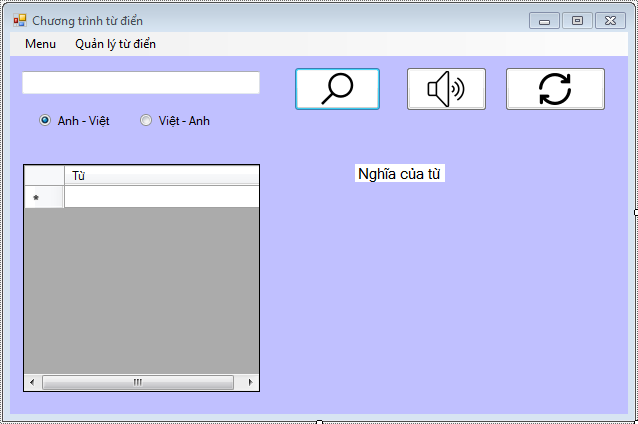 Chương trình từ điển
Menu Quản lý từ điển
Anh - Việt Việt - Anh
Từ
Nghĩa của từ